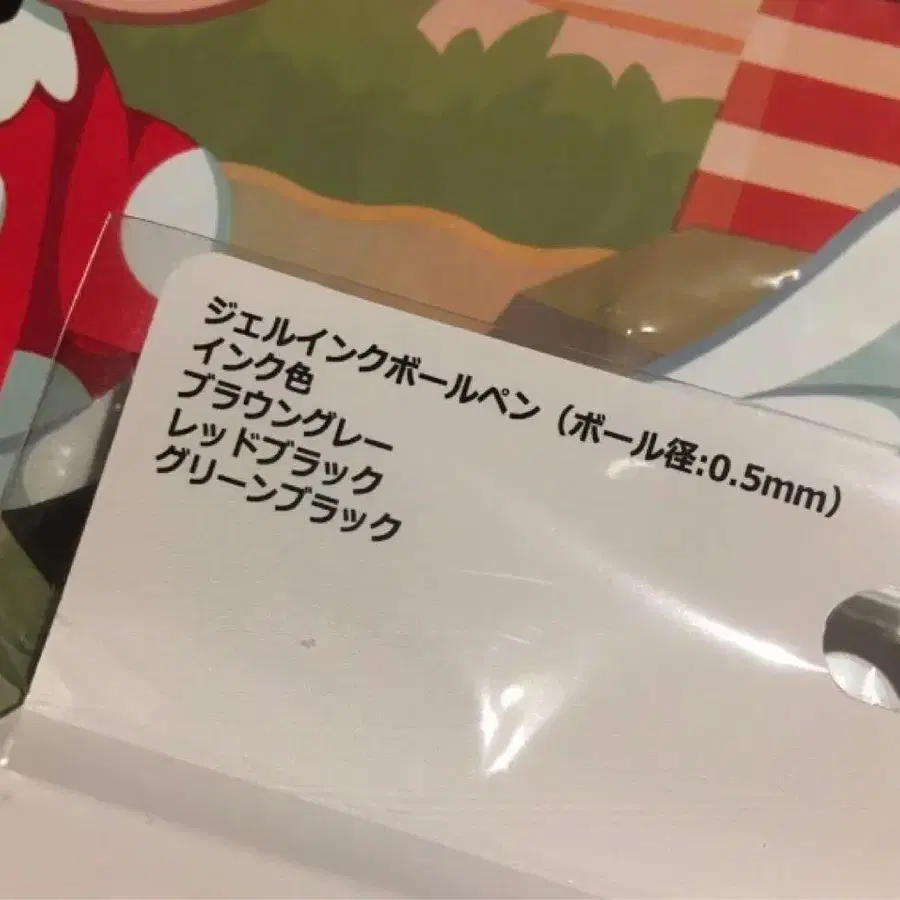 ジェルインクボールペン（ボール径:0.5mm）
インク色
ブラウングレー
レッドブラック
グリーンブラック